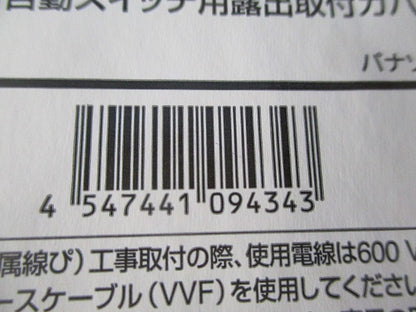 自動スイッチ用露出取付カバ
パナソ
4 547441 094343
属線ぴ）工事取付の際、使用電線は600 V
ースケーブル（VVF）を使用してください